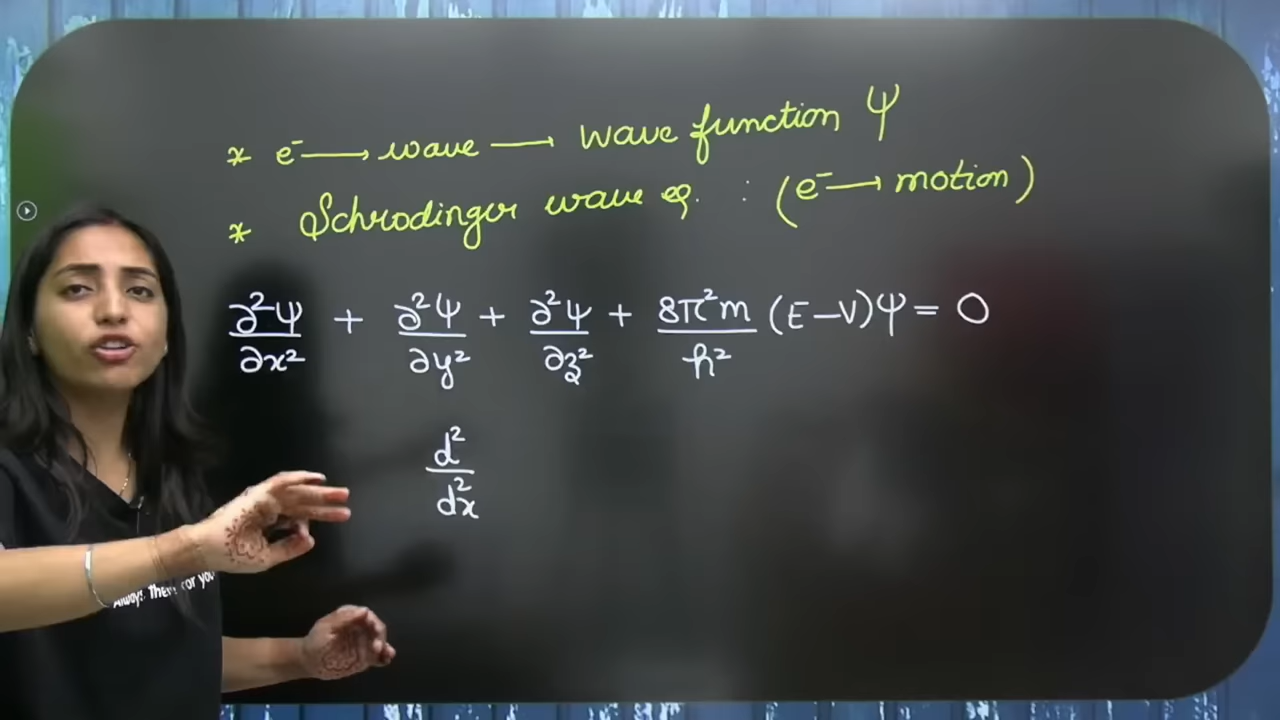 * e⁻ → wave → wave function Ψ
* Schrodinger wave eq. : (e⁻ → motion)
∂²Ψ/∂x² + ∂²Ψ/∂y² + ∂²Ψ/∂z² + 8π²m/h² (E–V)Ψ = 0
d²/d²x
Always There For you